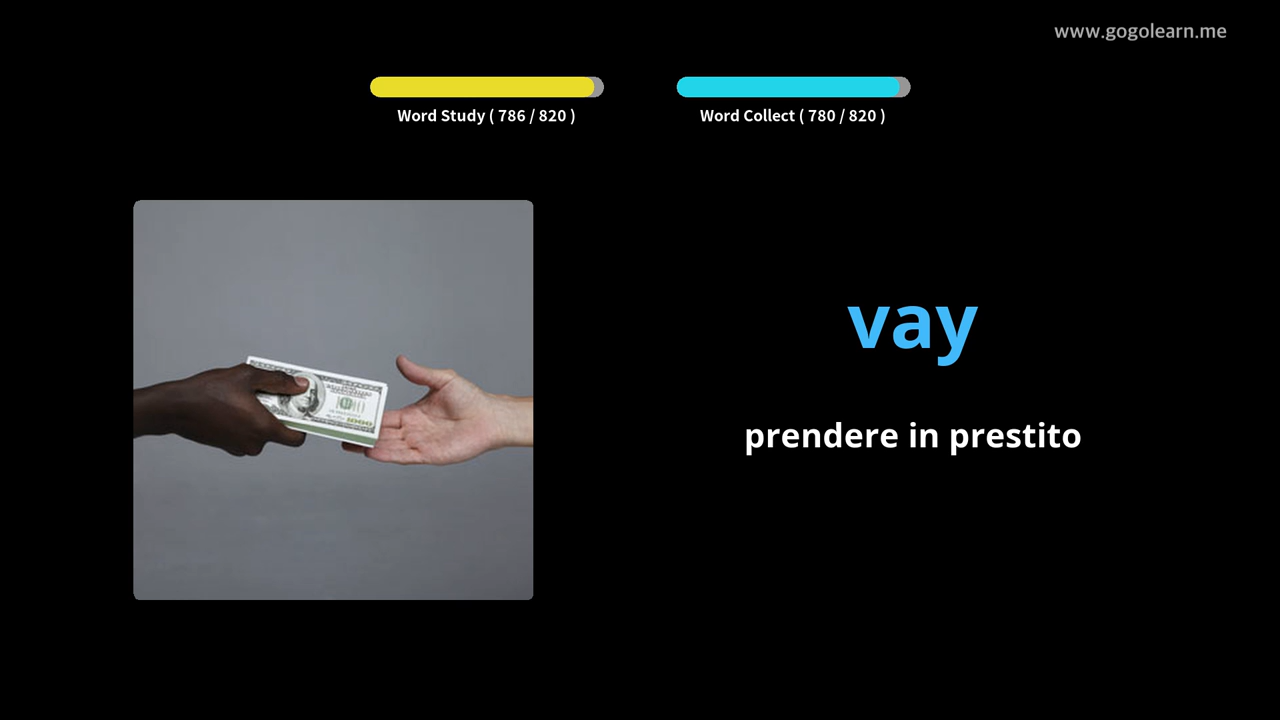 www.gogolearn.me
Word Study ( 786 / 820 )
Word Collect ( 780 / 820 )
vay
prendere in prestito